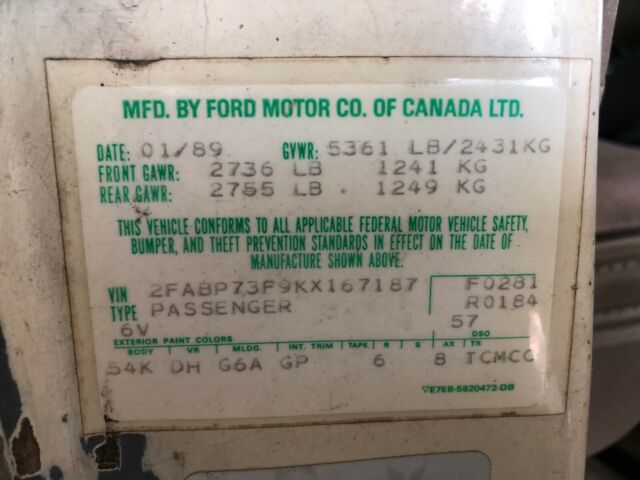 MFD. BY FORD MOTOR CO. OF CANADA LTD.
DATE: 01/89 GVWR: 5361 LB/2431KG
FRONT GAWR: 2736 LB 1241 KG
REAR GAWR: 2755 LB 1249 KG
THIS VEHICLE CONFORMS TO ALL APPLICABLE FEDERAL MOTOR VEHICLE SAFETY,
BUMPER, AND THEFT PREVENTION STANDARDS IN EFFECT ON THE DATE OF
MANUFACTURE SHOWN ABOVE.
VIN 2FABP73F9KX167187 F0281
TYPE PASSENGER R0184
6V 57
EXTERIOR PAINT COLORS DSO
BODY VR MLDG. INT. TRIM TAPE R S AX TR
54K DH G6A GP 6 8 TCMCC
E7EB-5820472-DB